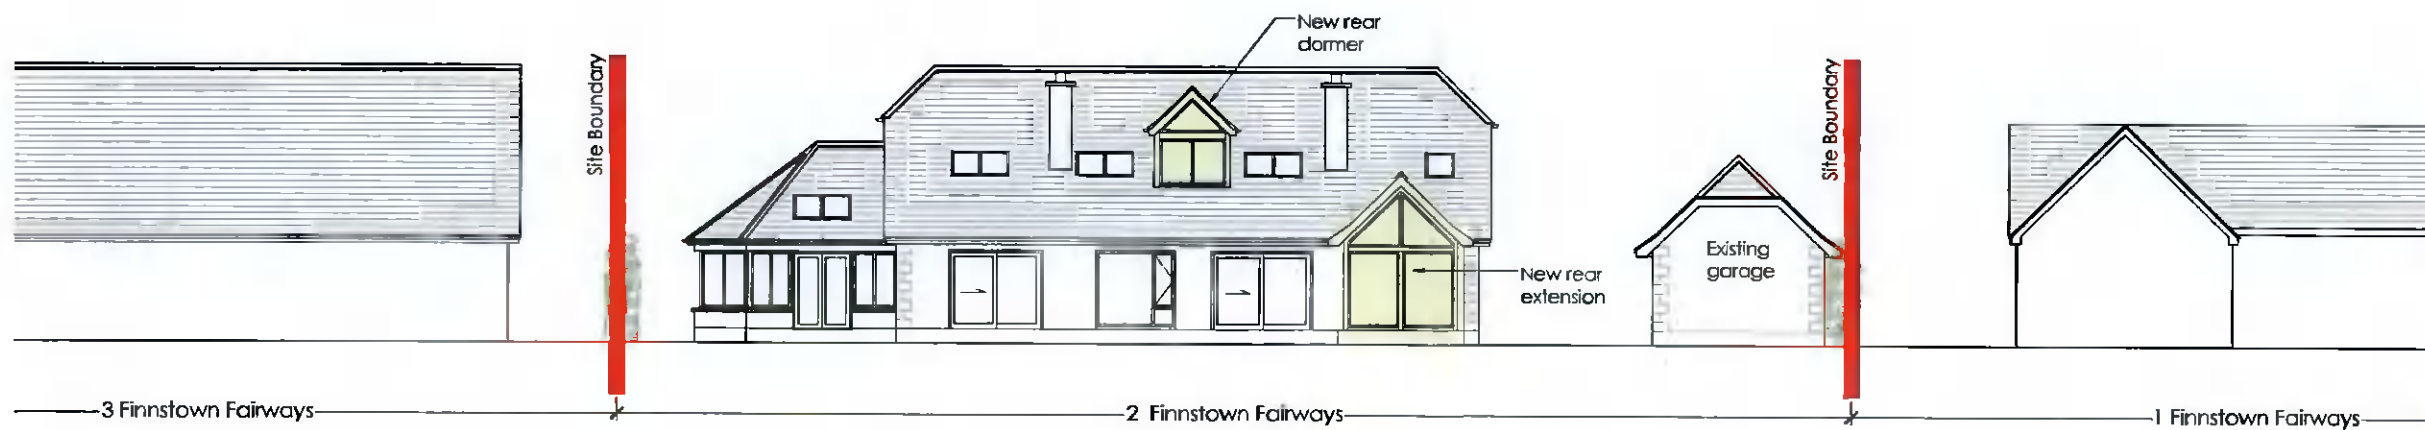 New rear
dormer
Site Boundary
Site Boundary
Existing
garage
New rear
extension
3 Finnstown Fairways
2 Finnstown Fairways
1 Finnstown Fairways